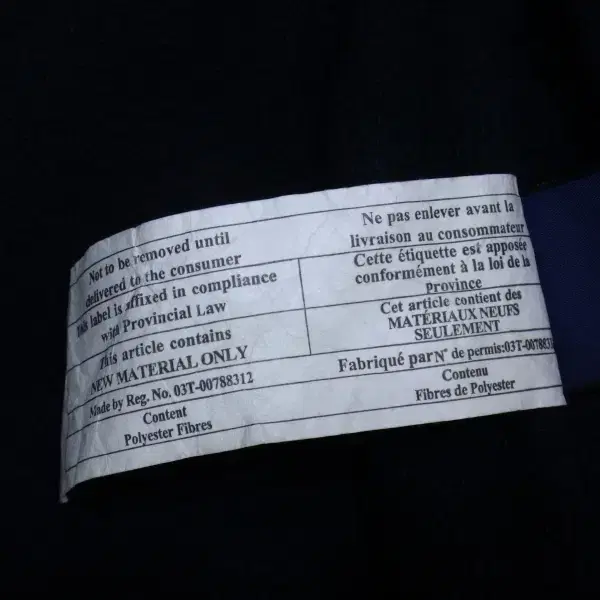 Not to be removed until
delivered to the consumer
This label is affixed in compliance
with Provincial Law
This article contains
NEW MATERIAL ONLY
Made by Reg. No. 03T-00788312
Content
Polyester Fibres
Ne pas enlever avant la
livraison au consommateur
Cette étiquette est apposée
conformément à la loi de la
province
Cet article contient des
MATÉRIAUX NEUFS
SEULEMENT
Fabriqué par N° de permis:03T-00788312
Contenu
Fibres de Polyester